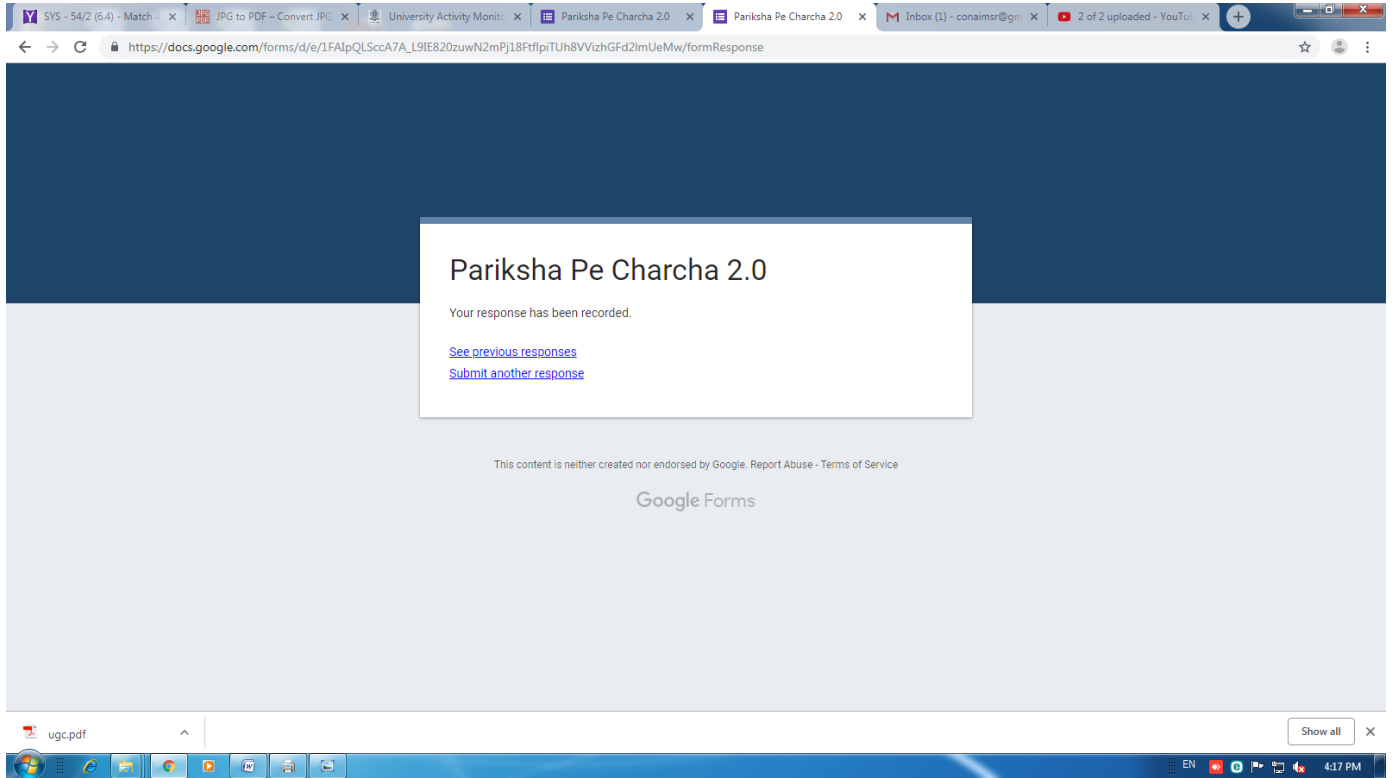 SYS - 54/2 (6.4) - Match 4
JPG to PDF – Convert JPG
University Activity Monito
Pariksha Pe Charcha 2.0
Pariksha Pe Charcha 2.0
Inbox (1) - conaimsr@gm
2 of 2 uploaded - YouTub
https://docs.google.com/forms/d/e/1FAIpQLSccA7A_L9IE820zuwN2mPj18FtflpiTUh8VVizhGFd2lmUeMw/formResponse
Pariksha Pe Charcha 2.0
Your response has been recorded.
See previous responses
Submit another response
This content is neither created nor endorsed by Google. Report Abuse - Terms of Service
Google Forms
ugc.pdf
Show all
EN
4:17 PM